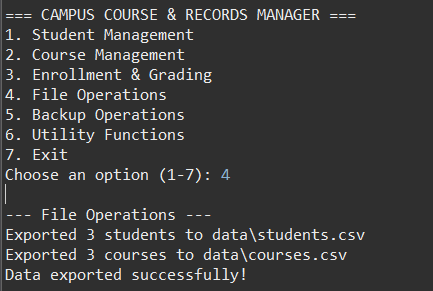 === CAMPUS COURSE & RECORDS MANAGER ===
1. Student Management
2. Course Management
3. Enrollment & Grading
4. File Operations
5. Backup Operations
6. Utility Functions
7. Exit
Choose an option (1-7): 4
--- File Operations ---
Exported 3 students to data\students.csv
Exported 3 courses to data\courses.csv
Data exported successfully!